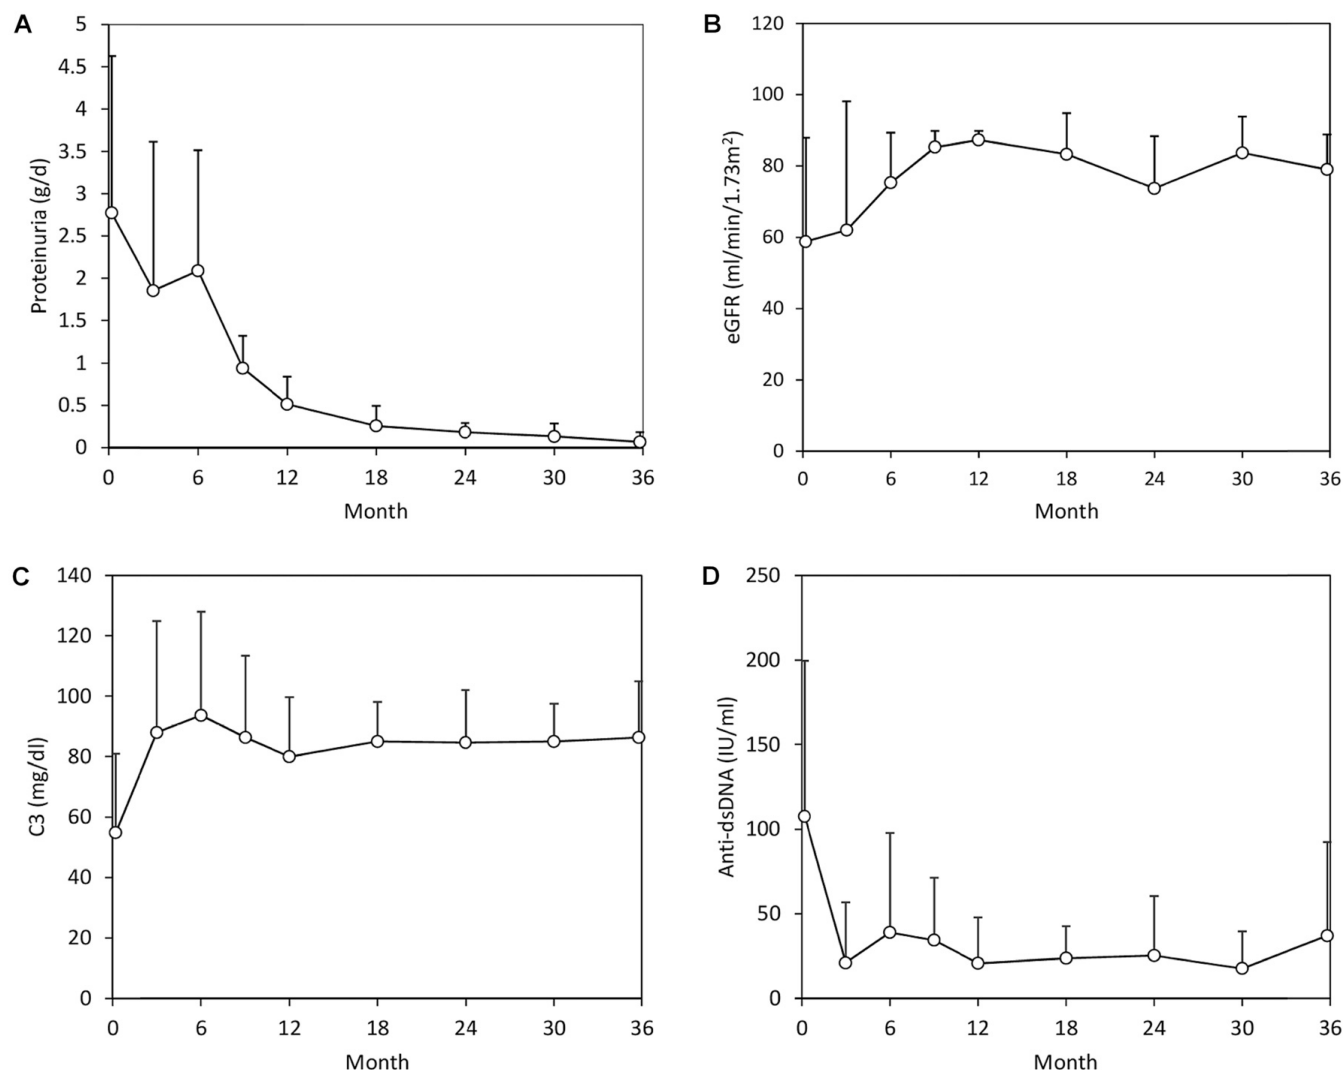 A
5
4.5
4
3.5
3
2.5
2
1.5
1
0.5
0
Proteinuria (g/d)
0 6 12 18 24 30 36
Month
B
120
100
80
60
40
20
0
eGFR (ml/min/1.73m²)
0 6 12 18 24 30 36
Month
C
140
120
100
80
60
40
20
0
C3 (mg/dl)
0 6 12 18 24 30 36
Month
D
250
200
150
100
50
0
Anti-dsDNA (IU/ml)
0 6 12 18 24 30 36
Month